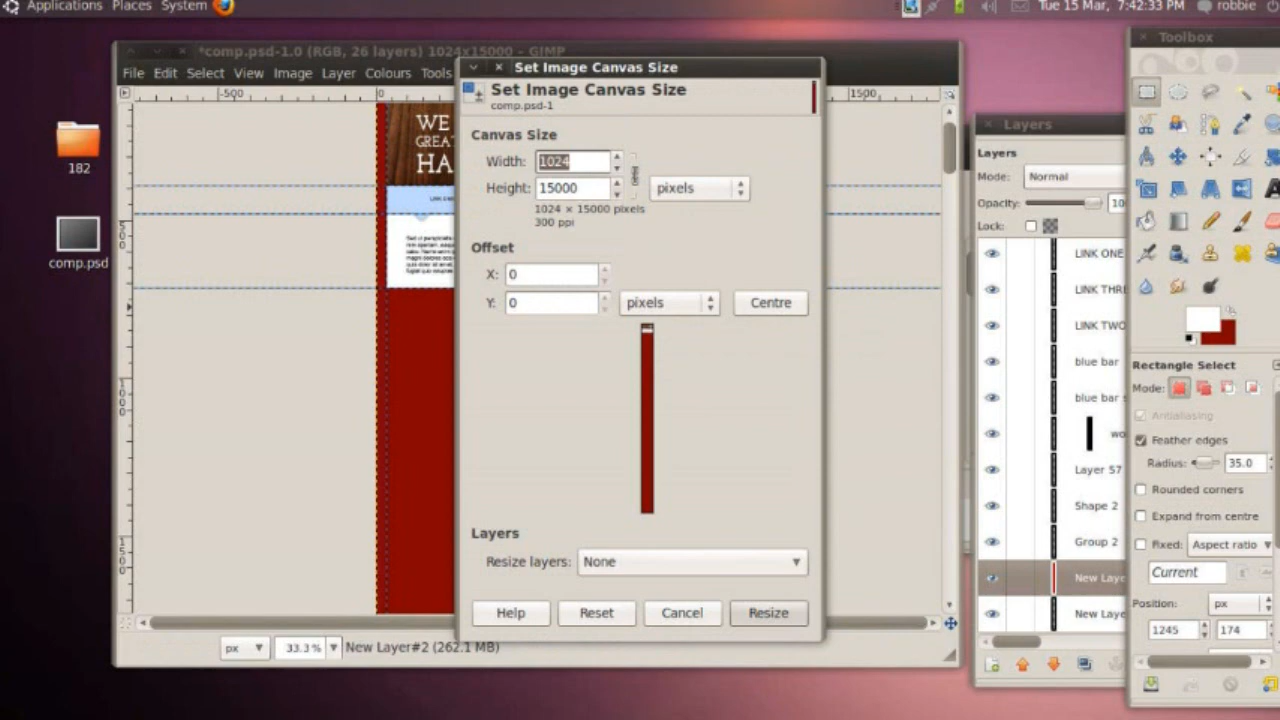 Applications Places System
Tue 15 Mar, 7:42:33 PM robbie
*comp.psd-1.0 (RGB, 26 layers) 1024x15000 – GIMP
File Edit Select View Image Layer Colours Tools
-500 0 1500
500
1000
1500
WE
GREAT
HA
182
comp.psd
px 33.3% New Layer#2 (262.1 MB)
Set Image Canvas Size
Set Image Canvas Size
comp.psd-1
Canvas Size
Width: 1024
Height: 15000 pixels
1024 × 15000 pixels
300 ppi
Offset
X: 0
Y: 0 pixels Centre
Layers
Resize layers: None
Help Reset Cancel Resize
Layers
Layers
Mode: Normal
Opacity: 10
Lock:
LINK ONE
LINK THRE
LINK TWO
blue bar
blue bar s
wo
Layer 57
Shape 2
Group 2
New Laye
New Laye
Toolbox
Rectangle Select
Mode:
Antialiasing
Feather edges
Radius: 35.0
Rounded corners
Expand from centre
Fixed: Aspect ratio
Current
Position: px
1245 174